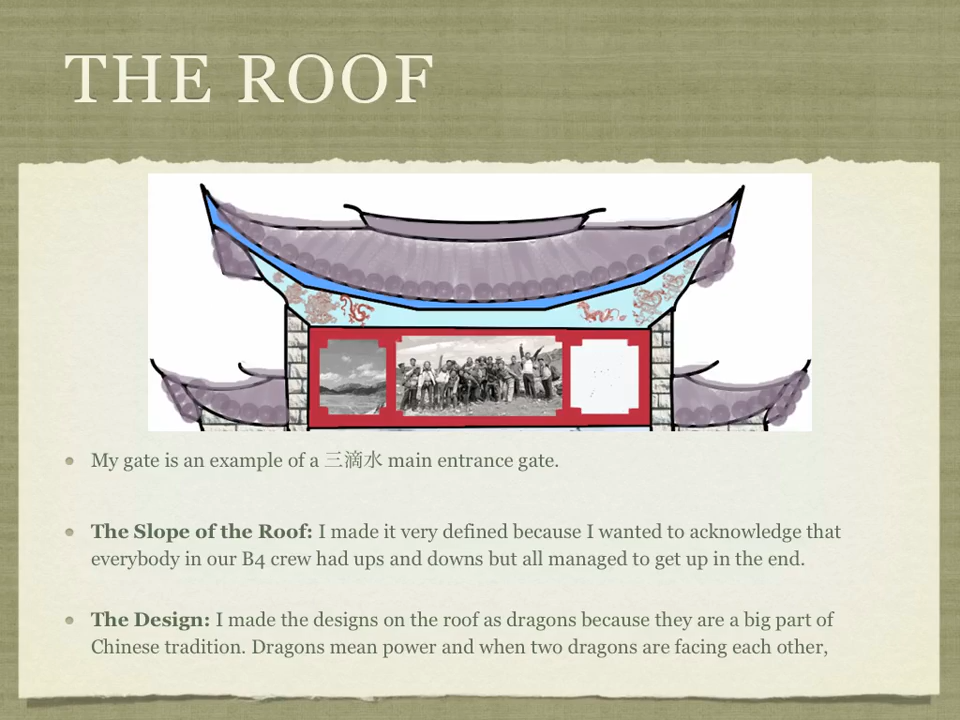 THE ROOF
My gate is an example of a 三滴水 main entrance gate.
The Slope of the Roof: I made it very defined because I wanted to acknowledge that
everybody in our B4 crew had ups and downs but all managed to get up in the end.
The Design: I made the designs on the roof as dragons because they are a big part of
Chinese tradition. Dragons mean power and when two dragons are facing each other,